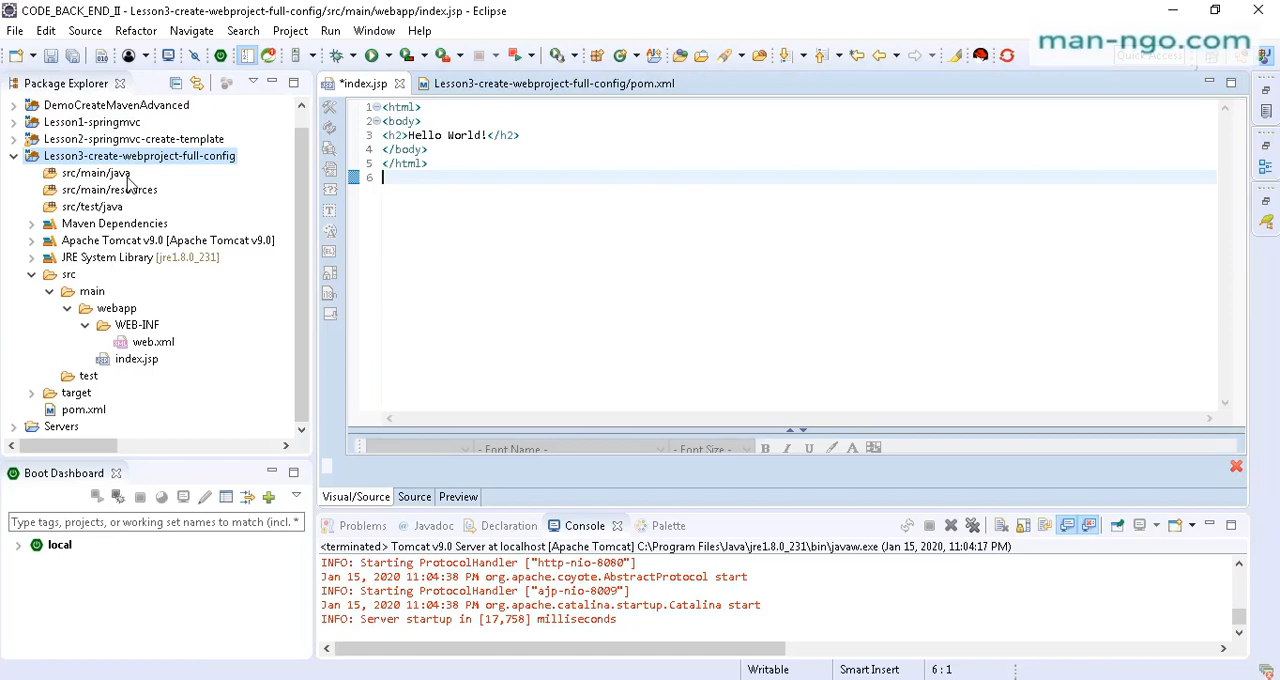 CODE_BACK_END_II - Lesson3-create-webproject-full-config/src/main/webapp/index.jsp - Eclipse
File Edit Source Refactor Navigate Search Project Run Window Help
man-ngo.com
Quick Access
Package Explorer
DemoCreateMavenAdvanced
Lesson1-springmvc
Lesson2-springmvc-create-template
Lesson3-create-webproject-full-config
src/main/java
src/main/resources
src/test/java
Maven Dependencies
Apache Tomcat v9.0 [Apache Tomcat v9.0]
JRE System Library [jre1.8.0_231]
src
main
webapp
WEB-INF
web.xml
index.jsp
test
target
pom.xml
Servers
Boot Dashboard
Type tags, projects, or working set names to match (incl. *
local
*index.jsp Lesson3-create-webproject-full-config/pom.xml
1 <html>
2 <body>
3 <h2>Hello World!</h2>
4 </body>
5 </html>
6
- Font Name - - Font Size - B I U A
Visual/Source Source Preview
Problems Javadoc Declaration Console Palette
<terminated> Tomcat v9.0 Server at localhost [Apache Tomcat] C:\Program Files\Java\jre1.8.0_231\bin\javaw.exe (Jan 15, 2020, 11:04:17 PM)
INFO: Starting ProtocolHandler ["http-nio-8080"]
Jan 15, 2020 11:04:38 PM org.apache.coyote.AbstractProtocol start
INFO: Starting ProtocolHandler ["ajp-nio-8009"]
Jan 15, 2020 11:04:38 PM org.apache.catalina.startup.Catalina start
INFO: Server startup in [17,758] milliseconds
Writable Smart Insert 6 : 1